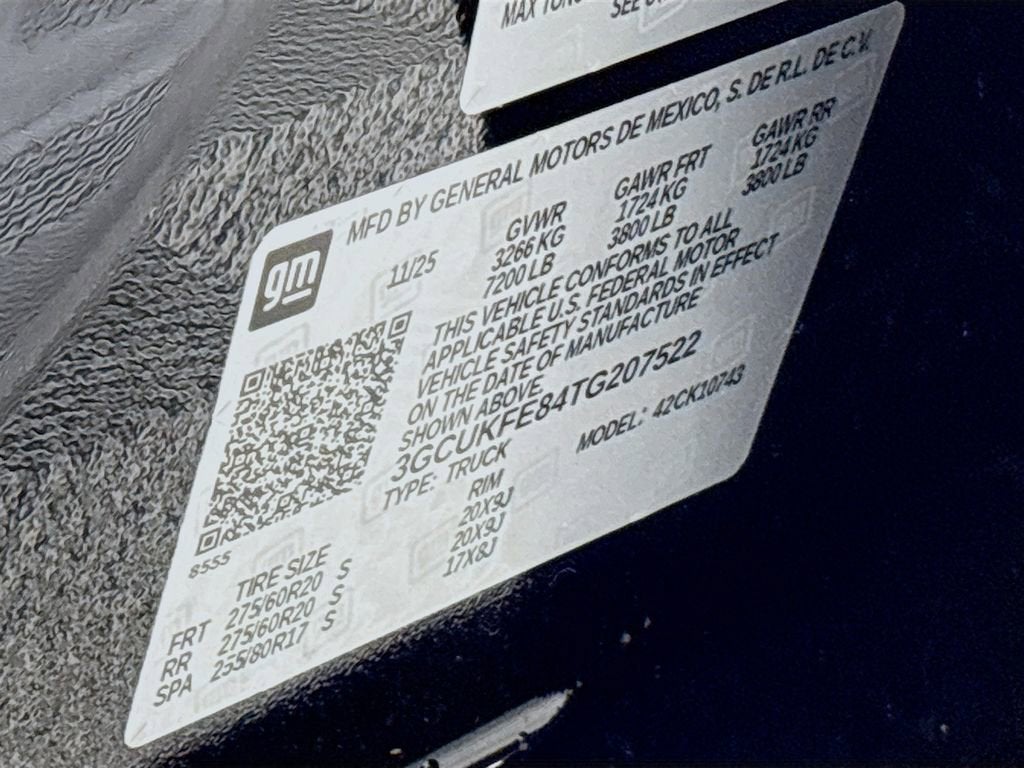 MAX TONG
SEE O
MFD BY GENERAL MOTORS DE MEXICO, S. DE R.L. DE C.V.
gm
11/25
GVWR GAWR FRT GAWR RR
3266 KG 1724 KG 1724 KG
7200 LB 3800 LB 3800 LB
THIS VEHICLE CONFORMS TO ALL
APPLICABLE U.S. FEDERAL MOTOR
VEHICLE SAFETY STANDARDS IN EFFECT
ON THE DATE OF MANUFACTURE
SHOWN ABOVE.
3GCUKFE84TG207522
TYPE: TRUCK MODEL: 42CK10743
8555
TIRE SIZE RIM
FRT 275/60R20 S 20X9J
RR 275/60R20 S 20X9J
SPA 255/80R17 S 17X8J